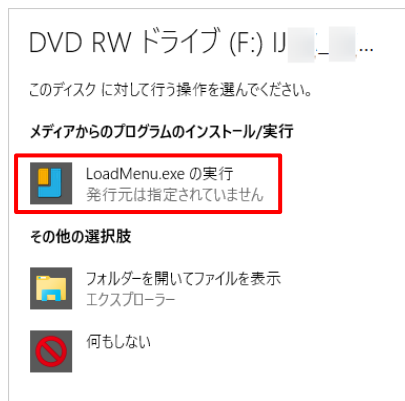 DVD RW ドライブ (F:) IJ _ ...
このディスク に対して行う操作を選んでください。
メディアからのプログラムのインストール/実行
LoadMenu.exe の実行
発行元は指定されていません
その他の選択肢
フォルダーを開いてファイルを表示
エクスプローラー
何もしない